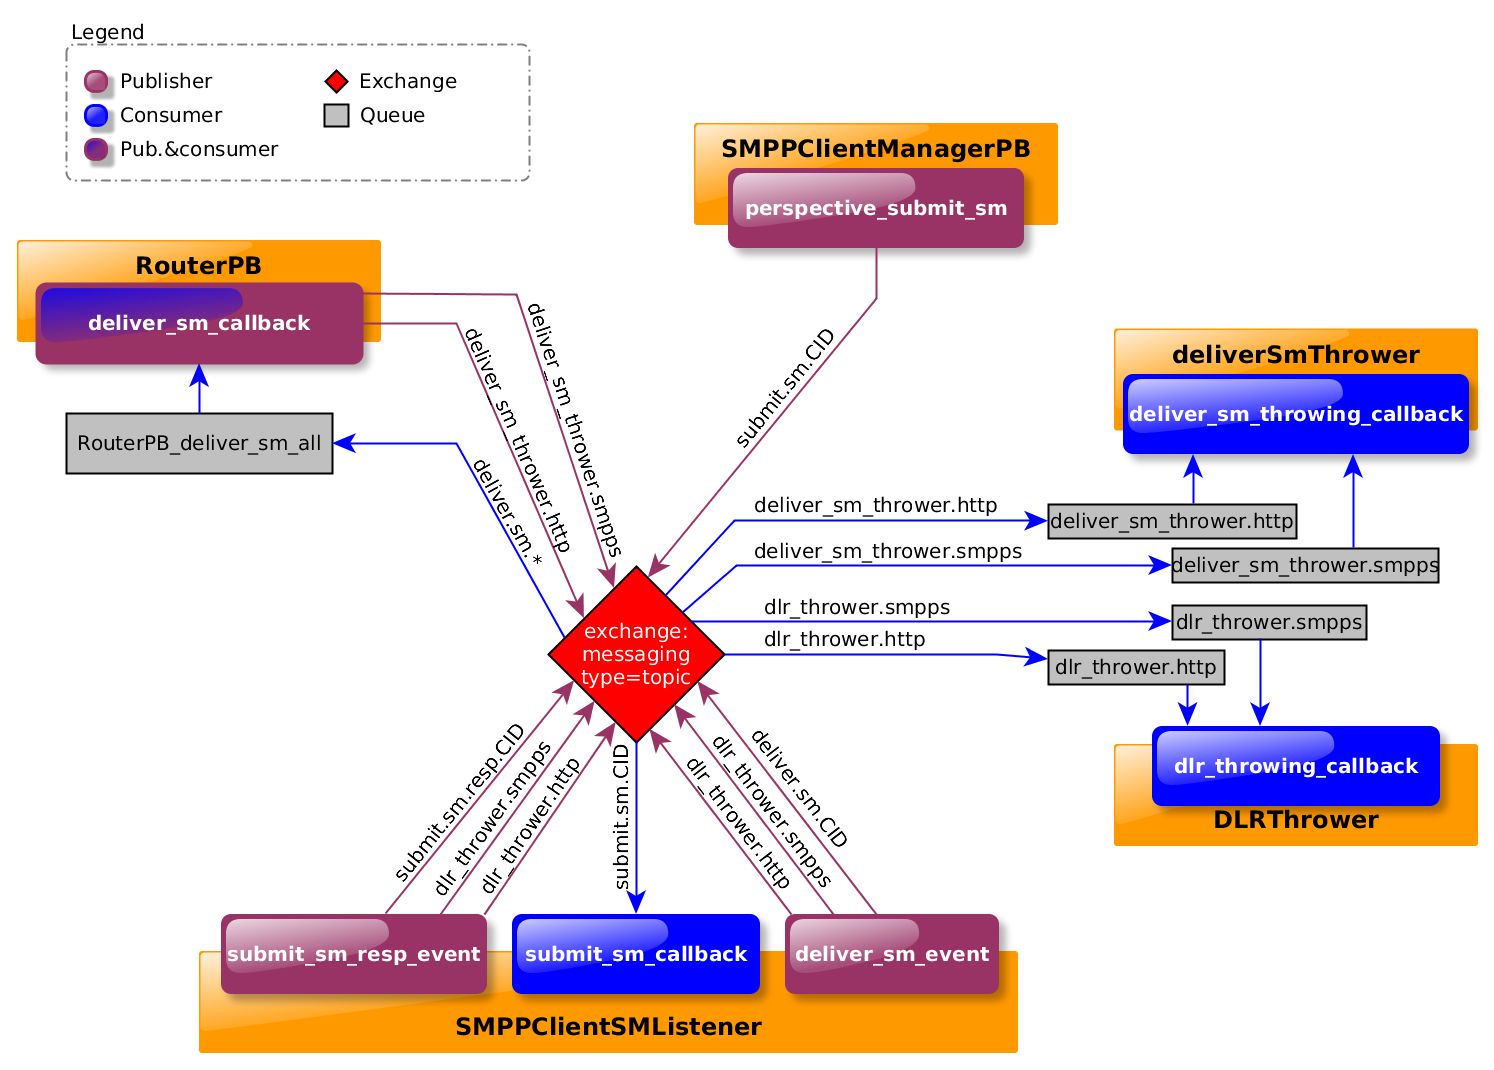 Legend
Publisher
Exchange
Consumer
Queue
Pub.&consumer
SMPPClientManagerPB
perspective_submit_sm
RouterPB
deliver_sm_callback
RouterPB_deliver_sm_all
deliver_sm_thrower.smpps
deliver_sm_thrower.http
deliver.sm.*
submit.sm.CID
deliverSmThrower
deliver_sm_throwing_callback
deliver_sm_thrower.http
deliver_sm_thrower.http
deliver_sm_thrower.smpps
deliver_sm_thrower.smpps
dlr_thrower.smpps
dlr_thrower.smpps
dlr_thrower.http
dlr_thrower.http
exchange:
messaging
type=topic
dlr_throwing_callback
DLRThrower
submit.sm.resp.CID
dlr_thrower.smpps
dlr_thrower.http
submit.sm.CID
dlr_thrower.http
dlr_thrower.smpps
deliver.sm.CID
submit_sm_resp_event
submit_sm_callback
deliver_sm_event
SMPPClientSMListener